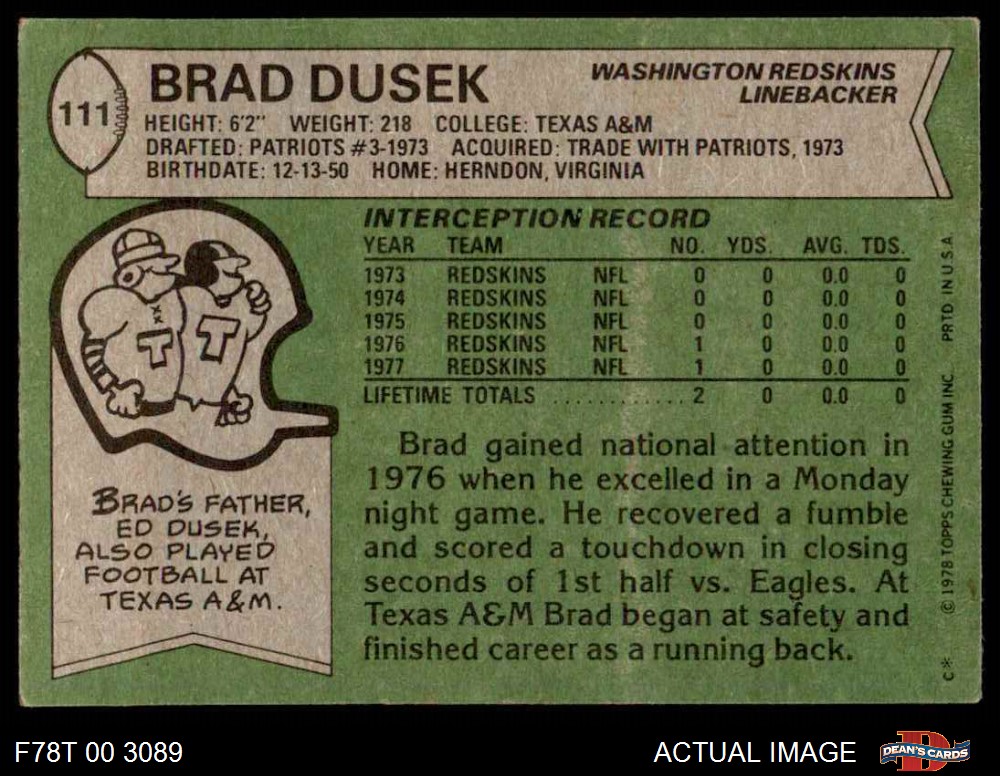 111
BRAD DUSEK
WASHINGTON REDSKINS
LINEBACKER
HEIGHT: 6'2" WEIGHT: 218 COLLEGE: TEXAS A&M
DRAFTED: PATRIOTS #3-1973 ACQUIRED: TRADE WITH PATRIOTS, 1973
BIRTHDATE: 12-13-50 HOME: HERNDON, VIRGINIA
INTERCEPTION RECORD
YEAR TEAM NO. YDS. AVG. TDS.
1973 REDSKINS NFL 0 0 0.0 0
1974 REDSKINS NFL 0 0 0.0 0
1975 REDSKINS NFL 0 0 0.0 0
1976 REDSKINS NFL 1 0 0.0 0
1977 REDSKINS NFL 1 0 0.0 0
LIFETIME TOTALS ............ 2 0 0.0 0
T T
BRAD'S FATHER,
ED DUSEK,
ALSO PLAYED
FOOTBALL AT
TEXAS A&M.
Brad gained national attention in
1976 when he excelled in a Monday
night game. He recovered a fumble
and scored a touchdown in closing
seconds of 1st half vs. Eagles. At
Texas A&M Brad began at safety and
finished career as a running back.
C* © 1978 TOPPS CHEWING GUM INC. PRTD IN U S A
F78T 00 3089
ACTUAL IMAGE
D
DEAN'S CARDS